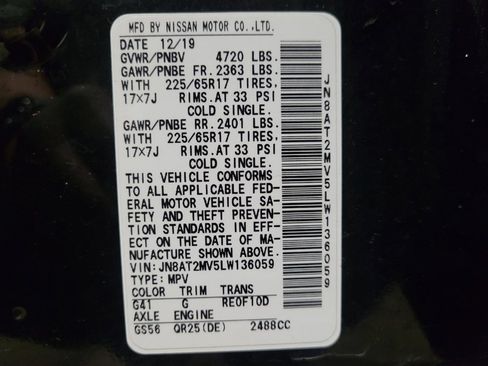 MFD BY NISSAN MOTOR CO.,LTD.
DATE 12/19
GVWR/PNBV 4720 LBS.
GAWR/PNBE FR.2363 LBS.
WITH 225/65R17 TIRES,
17×7J RIMS.AT 33 PSI
COLD SINGLE.
GAWR/PNBE RR.2401 LBS.
WITH 225/65R17 TIRES,
17×7J RIMS.AT 33 PSI
COLD SINGLE.
THIS VEHICLE CONFORMS
TO ALL APPLICABLE FED-
ERAL MOTOR VEHICLE SA-
FETY AND THEFT PREVEN-
TION STANDARDS IN EFF-
ECT ON THE DATE OF MA-
NUFACTURE SHOWN ABOVE.
VIN:JN8AT2MV5LW136059
TYPE:MPV
COLOR TRIM TRANS
G41 G RE0F10D
AXLE ENGINE
GS56 QR25(DE) 2488CC
JN8AT2MV5LW136059